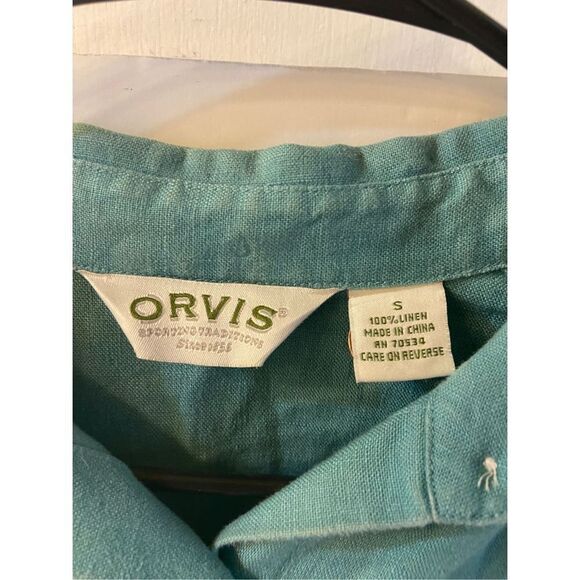 ORVIS®
SPORTING TRADITIONS
Since 1856
S
100% LINEN
MADE IN CHINA
RN 70534
CARE ON REVERSE